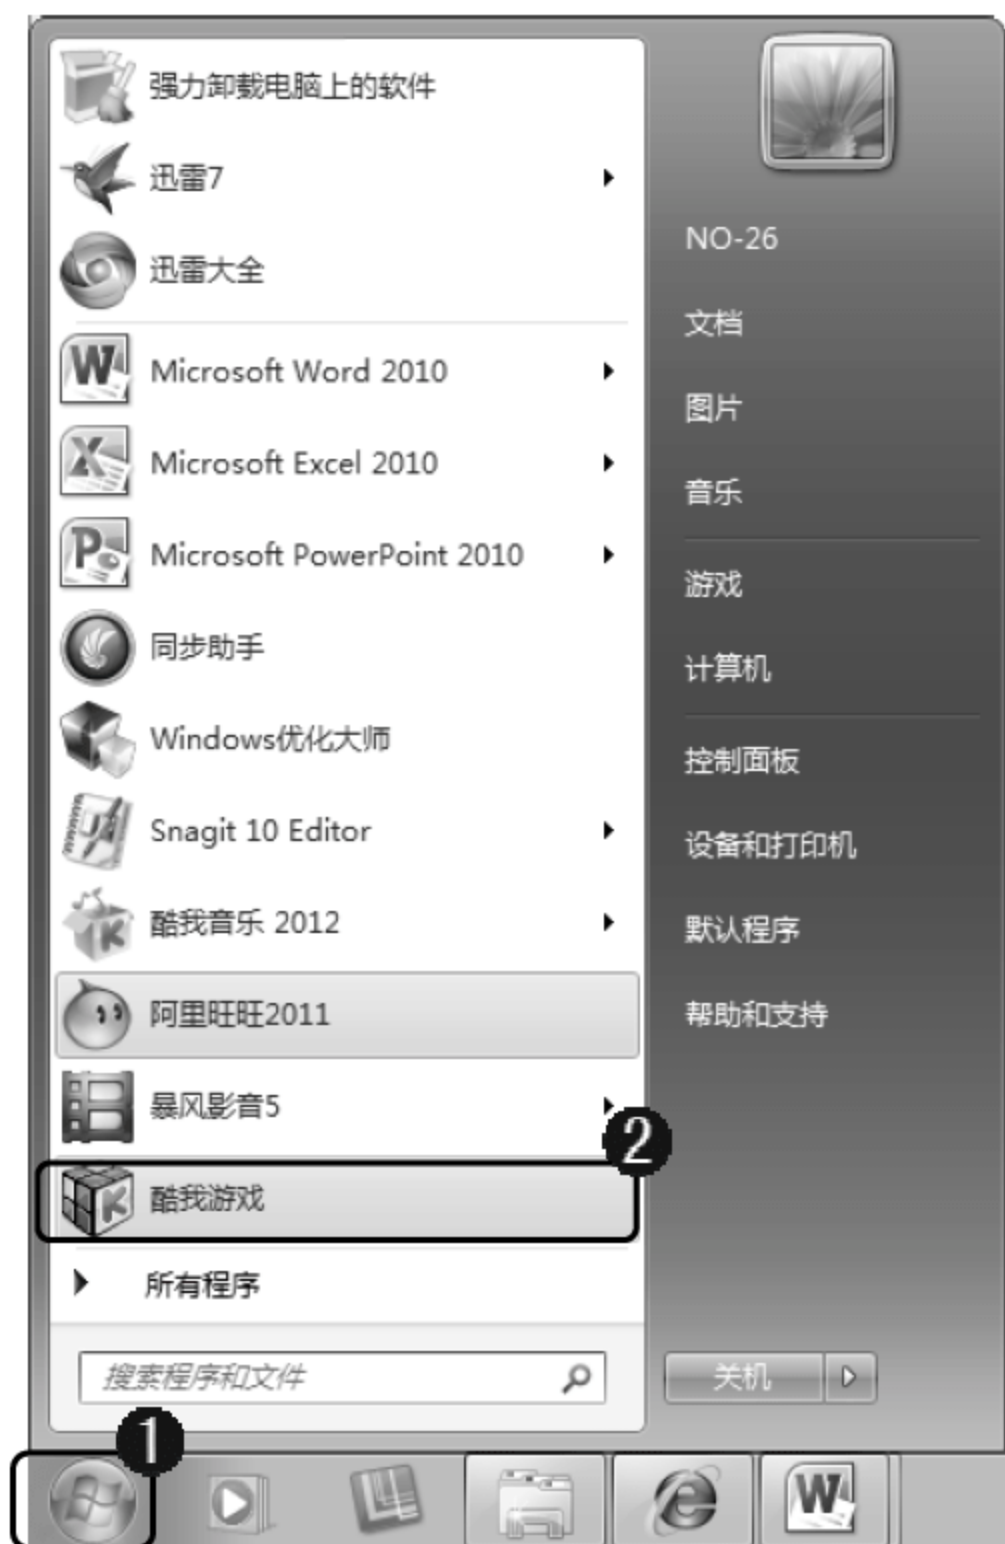 强力卸载电脑上的软件
迅雷7
迅雷大全
Microsoft Word 2010
Microsoft Excel 2010
Microsoft PowerPoint 2010
同步助手
Windows优化大师
Snagit 10 Editor
酷我音乐 2012
阿里旺旺2011
暴风影音5
2
酷我游戏
所有程序
搜索程序和文件
1
NO-26
文档
图片
音乐
游戏
计算机
控制面板
设备和打印机
默认程序
帮助和支持
关机